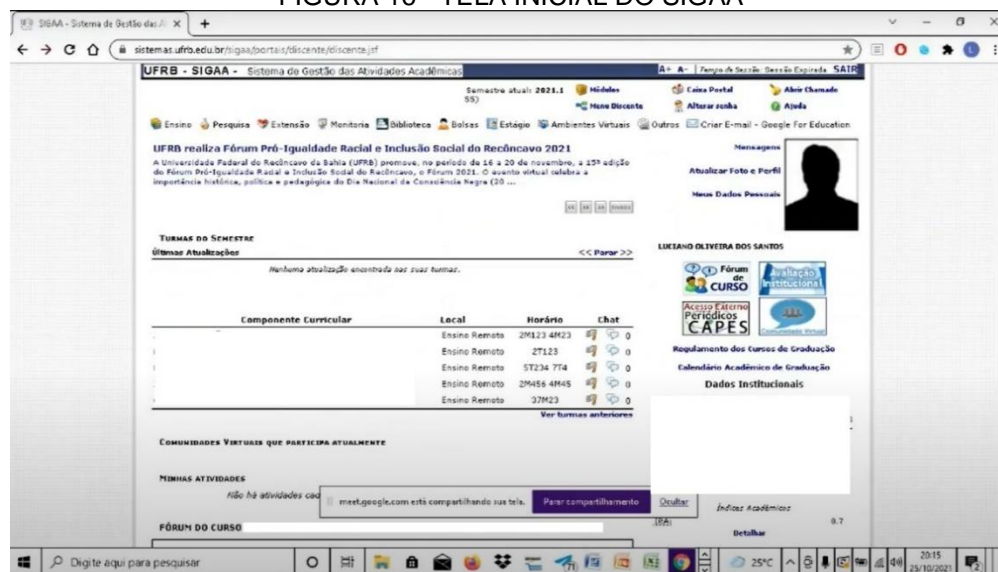 FIGURA 10 - TELA INICIAL DO SIGAA
SIGAA - Sistema de Gestão das A
sistemas.ufrb.edu.br/sigaa/portais/discente/discente.jsf
UFRB - SIGAA - Sistema de Gestão das Atividades Acadêmicas
A+ A- Tempo de Sessão: Sessão Expirada SAIR
Semestre atual: 2021.1
55)
Módulos
Caixa Postal
Abrir Chamado
Menu Discente
Alterar senha
Ajuda
Ensino Pesquisa Extensão Monitoria Biblioteca Bolsas Estágio Ambientes Virtuais Outros Criar E-mail - Google For Education
UFRB realiza Fórum Pró-Igualdade Racial e Inclusão Social do Recôncavo 2021
A Universidade Federal do Recôncavo da Bahia (UFRB) promove, no período de 16 a 20 de novembro, a 15ª edição
do Fórum Pró-Igualdade Racial e Inclusão Social do Recôncavo, o Fórum 2021. O evento virtual celebra a
importância histórica, política e pedagógica do Dia Nacional da Consciência Negra (20 ...
Mensagens
Atualizar Foto e Perfil
Meus Dados Pessoais
TURMAS DO SEMESTRE
Últimas Atualizações
<< Parar >>
Nenhuma atualização encontrada nas suas turmas.
Componente Curricular Local Horário Chat
Ensino Remoto 2M123 4M23 0
Ensino Remoto 2T123 0
Ensino Remoto 5T234 7T4 0
Ensino Remoto 2M456 4M45 0
Ensino Remoto 37M23 0
Ver turmas anteriores
COMUNIDADES VIRTUAIS QUE PARTICIPA ATUALMENTE
MINHAS ATIVIDADES
Não há atividades cad
FÓRUM DO CURSO
LUCIANO OLIVEIRA DOS SANTOS
Fórum
de
CURSO
Avaliação
Institucional
Acesso Externo
Periódicos
CAPES
Comunidade Virtual
Regulamento dos Cursos de Graduação
Calendário Acadêmico de Graduação
Dados Institucionais
Índices Acadêmicos
IRA: 8.7
Detalhar
meet.google.com está compartilhando sua tela.
Parar compartilhamento
Ocultar
Digite aqui para pesquisar
25°C
20:15
25/10/2021